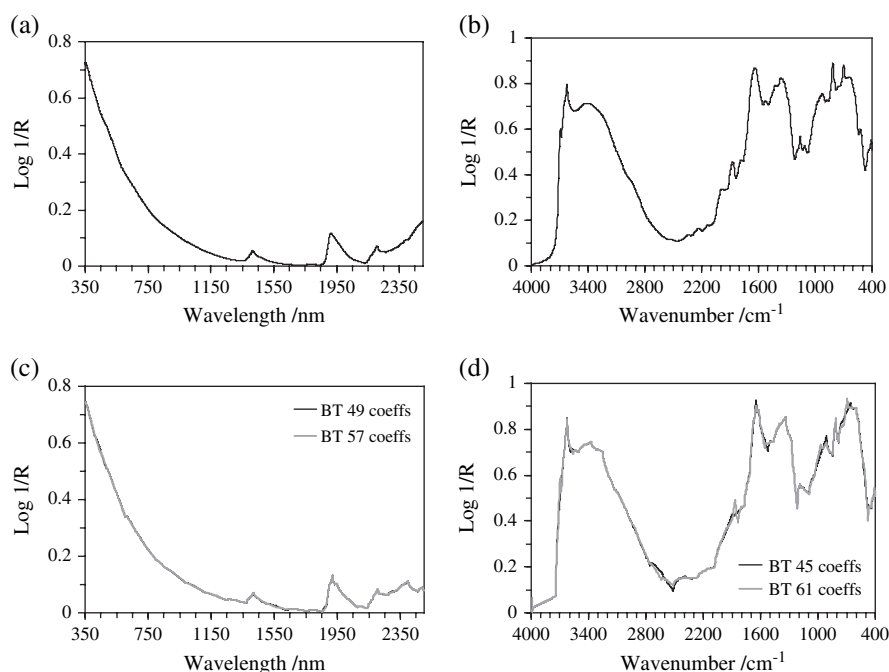 (a)
0.8
0.6
0.4
0.2
0
Log 1/R
350 750 1150 1550 1950 2350
Wavelength /nm
(b)
1
0.8
0.6
0.4
0.2
0
Log 1/R
4000 3400 2800 2200 1600 1000 400
Wavenumber /cm-1
(c)
0.8
0.6
0.4
0.2
0
Log 1/R
BT 49 coeffs
BT 57 coeffs
350 750 1150 1550 1950 2350
Wavelength /nm
(d)
1
0.8
0.6
0.4
0.2
0
Log 1/R
BT 45 coeffs
BT 61 coeffs
4000 3400 2800 2200 1600 1000 400
Wavenumber /cm-1